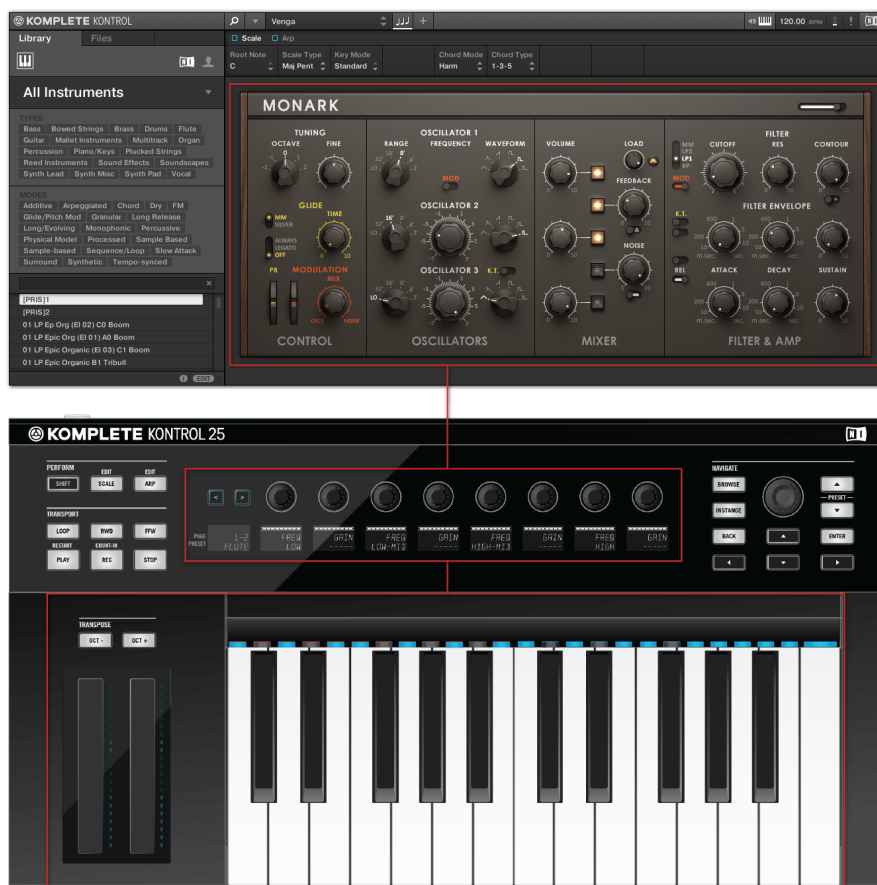 KOMPLETE KONTROL
Venga
+
49
120.00 BPM
!
Library
Files
Scale
Arp
Root Note
Scale Type
Key Mode
Chord Mode
Chord Type
C
Maj Pent
Standard
Harm
1-3-5
All Instruments
TYPES
Bass Bowed Strings Brass Drums Flute
Guitar Mallet Instruments Multitrack Organ
Percussion Piano/Keys Plucked Strings
Reed Instruments Sound Effects Soundscapes
Synth Lead Synth Misc Synth Pad Vocal
MODES
Additive Arpeggiated Chord Dry FM
Glide/Pitch Mod Granular Long Release
Long/Evolving Monophonic Percussive
Physical Model Processed Sample Based
Sample-based Sequence/Loop Slow Attack
Surround Synthetic Tempo-synced
[PRIS]1
[PRIS]2
01 LP Ep Org (El 02) C0 Boom
01 LP Epic Org (El 01) A0 Boom
01 LP Epic Organic (El 03) C1 Boom
01 LP Epic Organic B1 Tribull
EDIT
MONARK
TUNING
OCTAVE FINE
GLIDE
MM
SILVER
TIME
ALWAYS
LEGATO
OFF
PB
MODULATION
MIX
OSC3 NOISE
CONTROL
OSCILLATOR 1
RANGE FREQUENCY WAVEFORM
MOD
OSCILLATOR 2
OSCILLATOR 3
K.T.
OSCILLATORS
VOLUME
LOAD
FEEDBACK
A
NOISE
MIXER
FILTER
MM
LP2
LP1
BP
CUTOFF RES CONTOUR
MOD
K.T.
FILTER ENVELOPE
REL
ATTACK DECAY SUSTAIN
m.sec. sec. m.sec. sec.
FILTER & AMP
KOMPLETE KONTROL 25
PERFORM
EDIT EDIT
SHIFT SCALE ARP
TRANSPORT
LOOP RWD FFW
RESTART COUNT-IN
PLAY REC STOP
< >
PAGE
PRESET
1-2
FLUTE
FREQ
LOW
GAIN
FREQ
LOW-MID
GAIN
FREQ
HIGH-MID
GAIN
FREQ
HIGH
GAIN
NAVIGATE
BROWSE
PRESET
INSTANCE
BACK
ENTER
TRANSPOSE
OCT -
OCT +